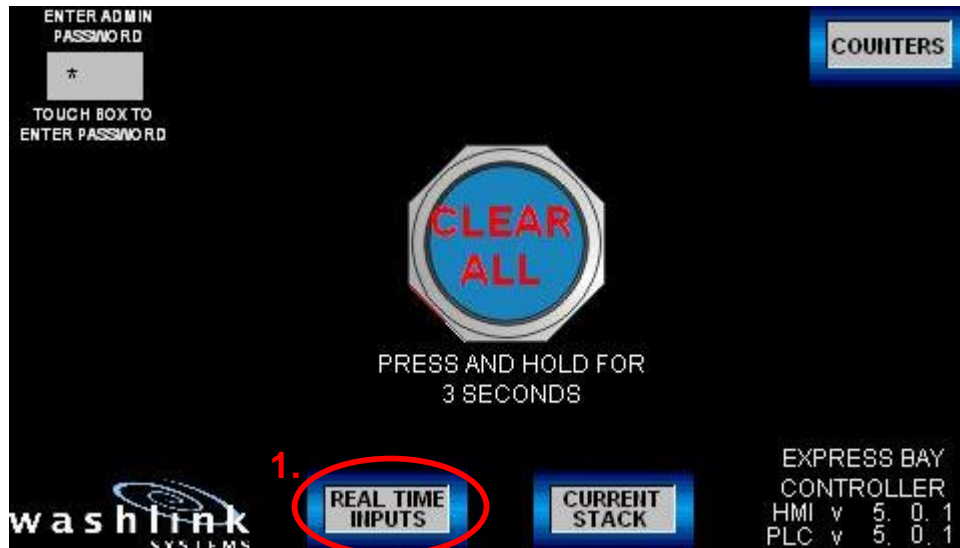 ENTER ADMIN
PASSWORD
*
TOUCH BOX TO
ENTER PASSWORD
COUNTERS
CLEAR
ALL
PRESS AND HOLD FOR
3 SECONDS
1.
REAL TIME
INPUTS
CURRENT
STACK
washlink
SYSTEMS
EXPRESS BAY
CONTROLLER
HMI v 5. 0. 1
PLC v 5. 0. 1